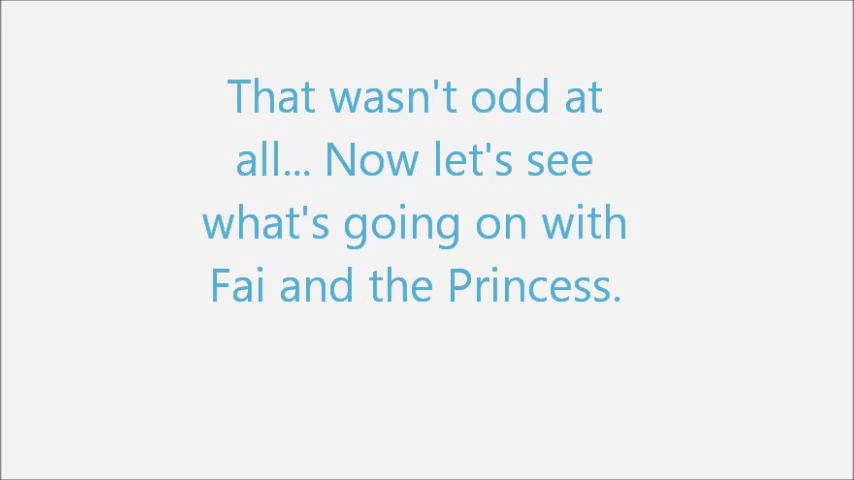 That wasn't odd at
all... Now let's see
what's going on with
Fai and the Princess.